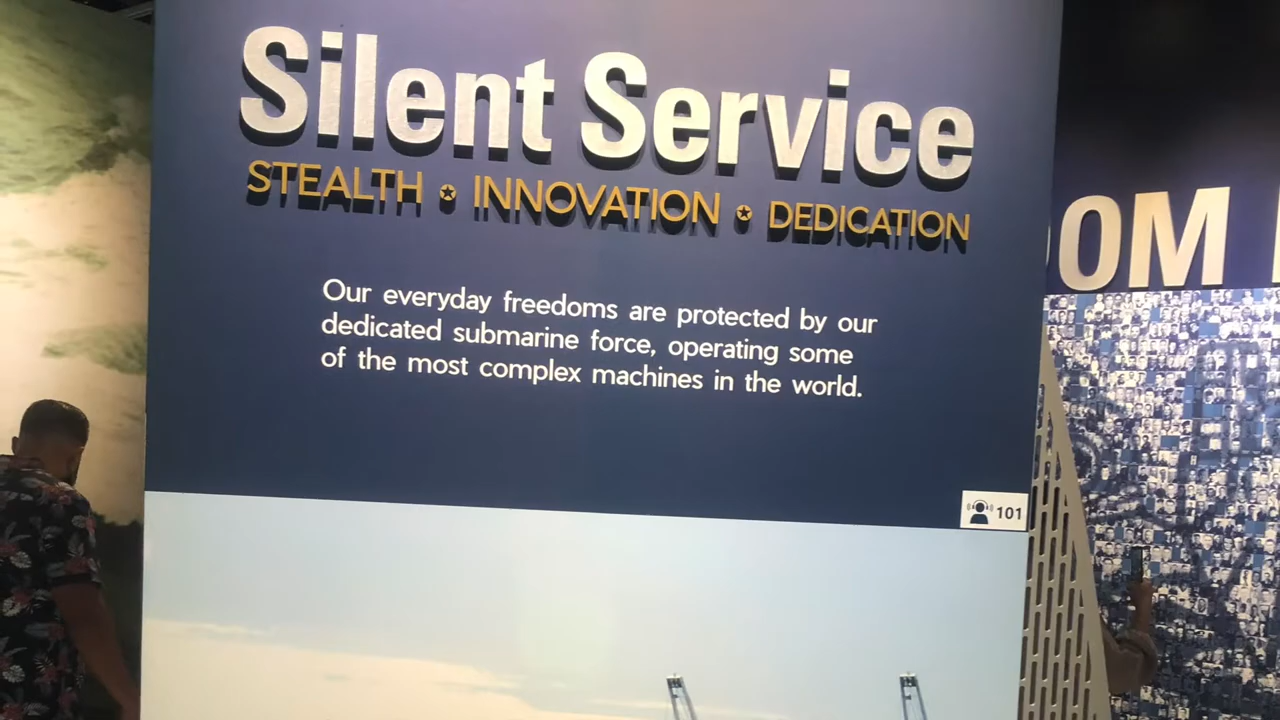 Silent Service
STEALTH ✪ INNOVATION ✪ DEDICATION
Our everyday freedoms are protected by our
dedicated submarine force, operating some
of the most complex machines in the world.
101
OM